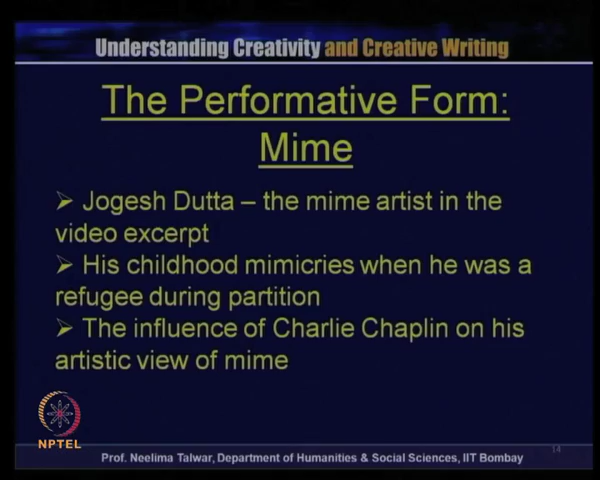 Understanding Creativity and Creative Writing
The Performative Form:
Mime
➢ Jogesh Dutta – the mime artist in the
video excerpt
➢ His childhood mimicries when he was a
refugee during partition
➢ The influence of Charlie Chaplin on his
artistic view of mime
NPTEL
14
Prof. Neelima Talwar, Department of Humanities & Social Sciences, IIT Bombay